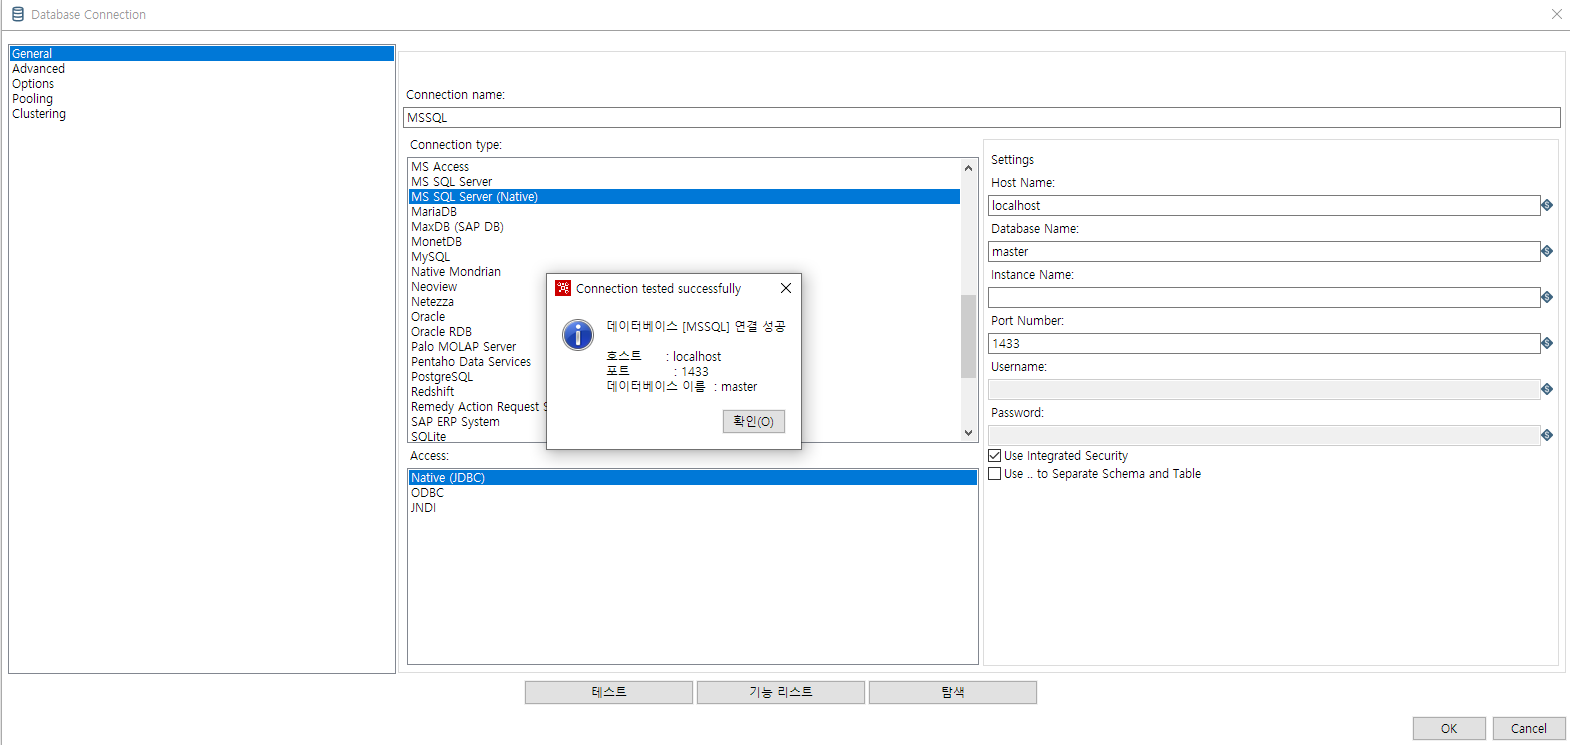 Database Connection
General
Advanced
Options
Pooling
Clustering
Connection name:
MSSQL
Connection type:
MS Access
MS SQL Server
MS SQL Server (Native)
MariaDB
MaxDB (SAP DB)
MonetDB
MySQL
Native Mondrian
Neoview
Netezza
Oracle
Oracle RDB
Palo MOLAP Server
Pentaho Data Services
PostgreSQL
Redshift
Remedy Action Request S
SAP ERP System
SQLite
Access:
Native (JDBC)
ODBC
JNDI
Settings
Host Name:
localhost
Database Name:
master
Instance Name:
Port Number:
1433
Username:
Password:
Use Integrated Security
Use .. to Separate Schema and Table
Connection tested successfully
데이터베이스 [MSSQL] 연결 성공
호스트 : localhost
포트 : 1433
데이터베이스 이름 : master
확인(O)
테스트
기능 리스트
탐색
OK
Cancel